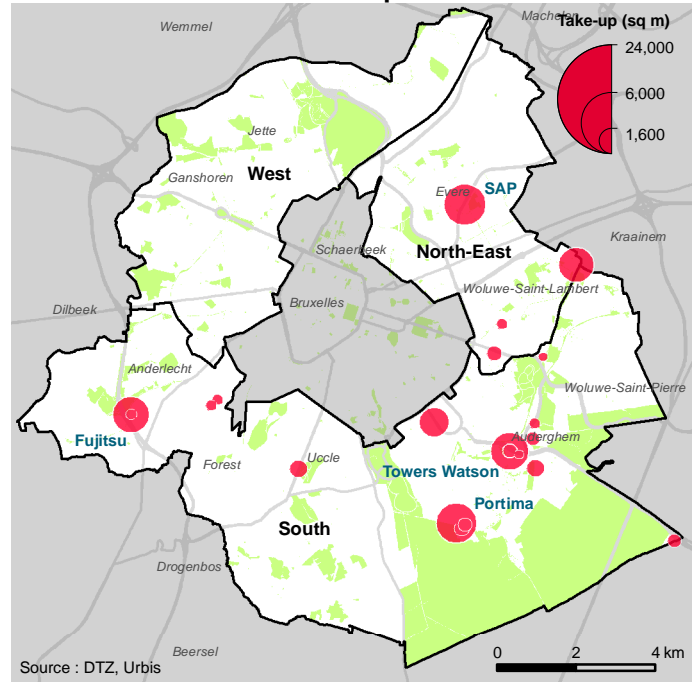 Machelen
Wemmel
Take-up (sq m)
24,000
6,000
1,600
Jette
Ganshoren
West
Evere
SAP
Schaerbeek
North-East
Kraainem
Woluwe-Saint-Lambert
Bruxelles
Dilbeek
Anderlecht
Woluwe-Saint-Pierre
Fujitsu
Auderghem
Forest
Uccle
Towers Watson
Portima
South
Drogenbos
Beersel
Source : DTZ, Urbis
0 2 4 km